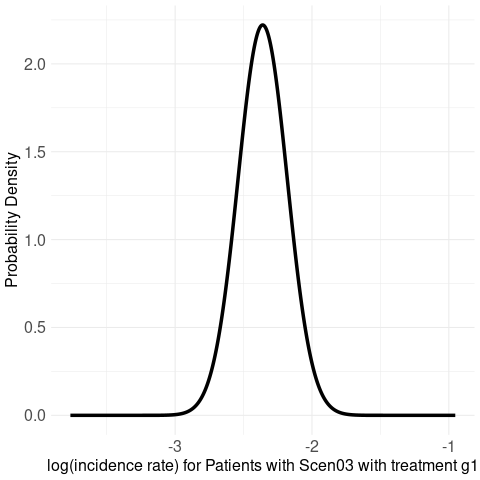 Probability Density
2.0
1.5
1.0
0.5
0.0
-3 -2 -1
log(incidence rate) for Patients with Scen03 with treatment g1